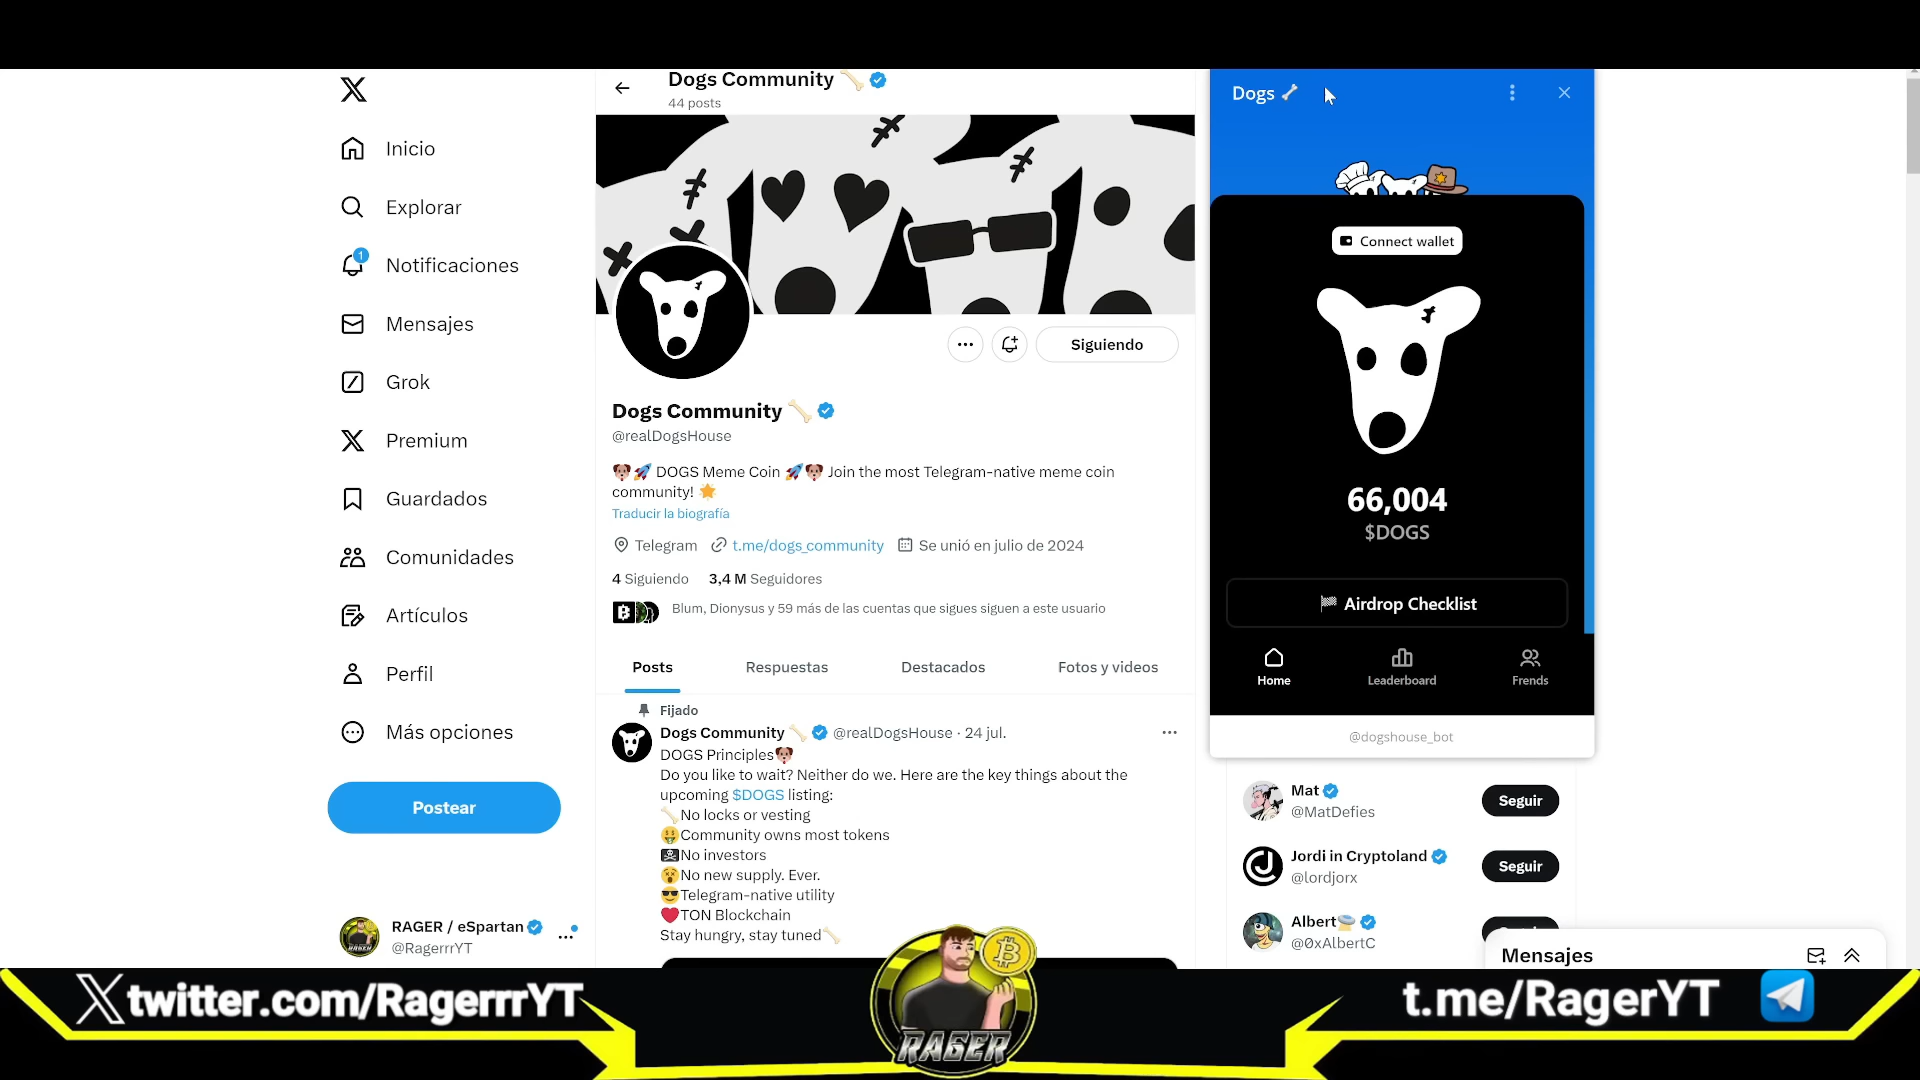 Inicio
Explorar
1
Notificaciones
Mensajes
Grok
Premium
Guardados
Comunidades
Artículos
Perfil
Más opciones
Postear
RAGER / eSpartan
@RagerrrYT
Dogs Community
44 posts
Siguiendo
Dogs Community
@realDogsHouse
DOGS Meme Coin Join the most Telegram-native meme coin
community!
Traducir la biografía
Telegram t.me/dogs_community Se unió en julio de 2024
4 Siguiendo 3,4 M Seguidores
Blum, Dionysus y 59 más de las cuentas que sigues siguen a este usuario
Posts Respuestas Destacados Fotos y videos
Fijado
Dogs Community @realDogsHouse · 24 jul.
DOGS Principles
Do you like to wait? Neither do we. Here are the key things about the
upcoming $DOGS listing:
No locks or vesting
Community owns most tokens
No investors
No new supply. Ever.
Telegram-native utility
TON Blockchain
Stay hungry, stay tuned
Dogs
Connect wallet
66,004
$DOGS
Airdrop Checklist
Home Leaderboard Frends
@dogshouse_bot
Mat
@MatDefies
Seguir
Jordi in Cryptoland
@lordjorx
Seguir
Albert
@0xAlbertC
Mensajes
twitter.com/RagerrrYT
RAGER
t.me/RagerYT